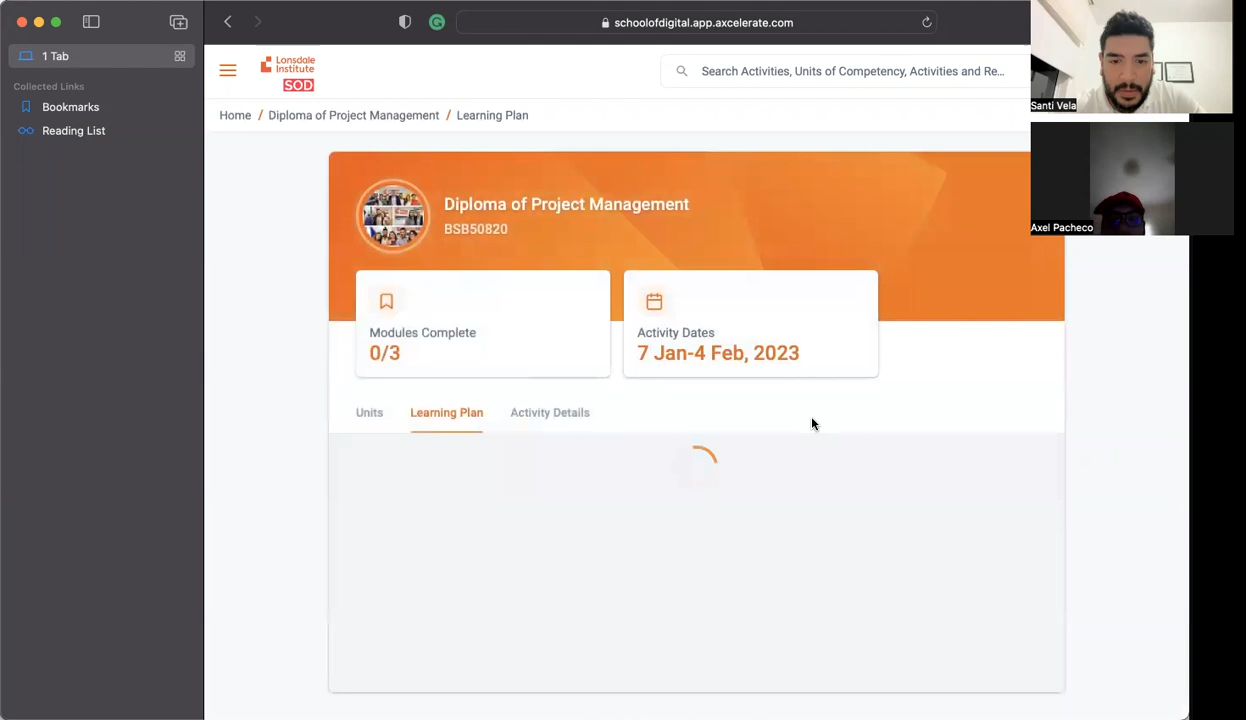 schoolofdigital.app.axcelerate.com
1 Tab
Collected Links
Bookmarks
Reading List
Lonsdale
Institute
SOD
Search Activities, Units of Competency, Activities and Re...
Home / Diploma of Project Management / Learning Plan
Diploma of Project Management
BSB50820
Modules Complete
0/3
Activity Dates
7 Jan-4 Feb, 2023
Units
Learning Plan
Activity Details
Santi Vela
Axel Pacheco